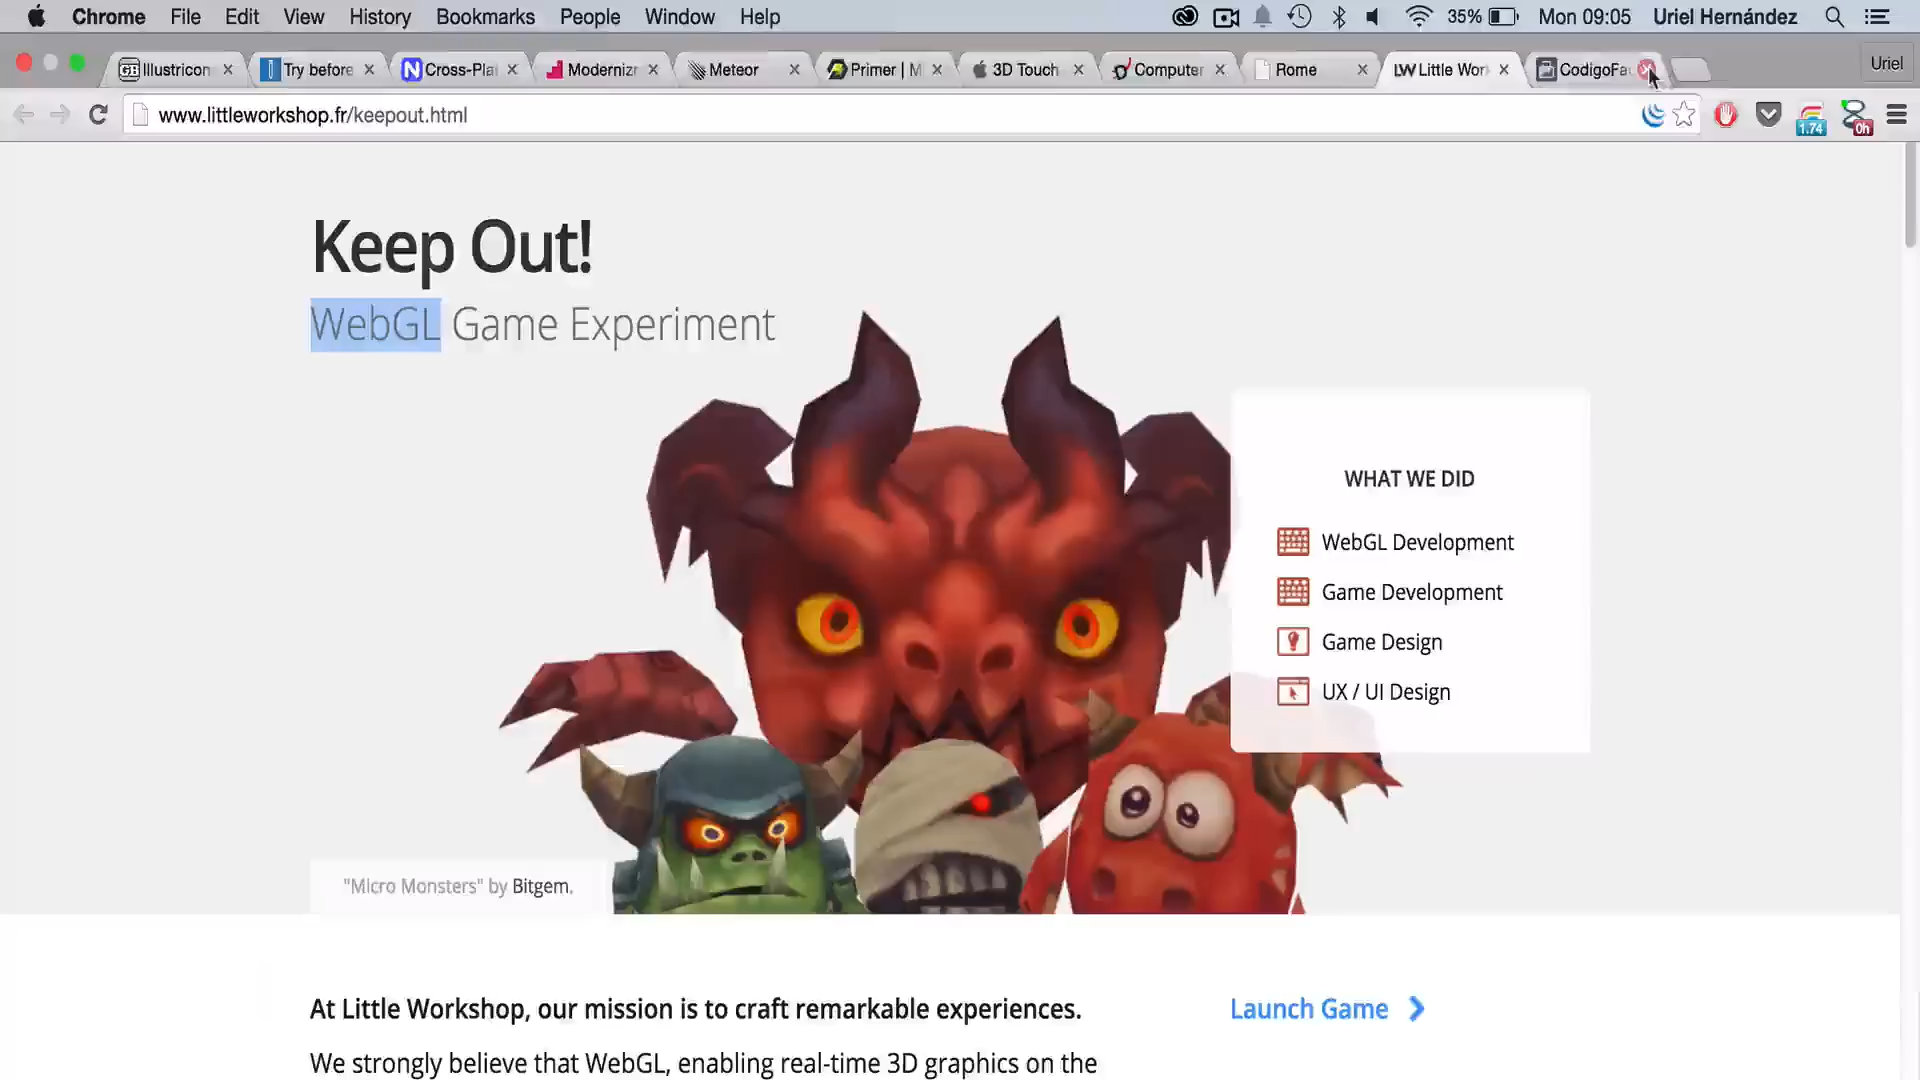 Chrome File Edit View History Bookmarks People Window Help 35% Mon 09:05 Uriel Hernández
GB Illustricon Try before N Cross-Pla Moderniz Meteor Primer | M 3D Touch Computer Rome LW Little Wor CodigoFa Uriel
www.littleworkshop.fr/keepout.html 1.74 0h
Keep Out!
WebGL Game Experiment
WHAT WE DID
WebGL Development
Game Development
Game Design
UX / UI Design
"Micro Monsters" by Bitgem.
At Little Workshop, our mission is to craft remarkable experiences.
Launch Game
We strongly believe that WebGL, enabling real-time 3D graphics on the